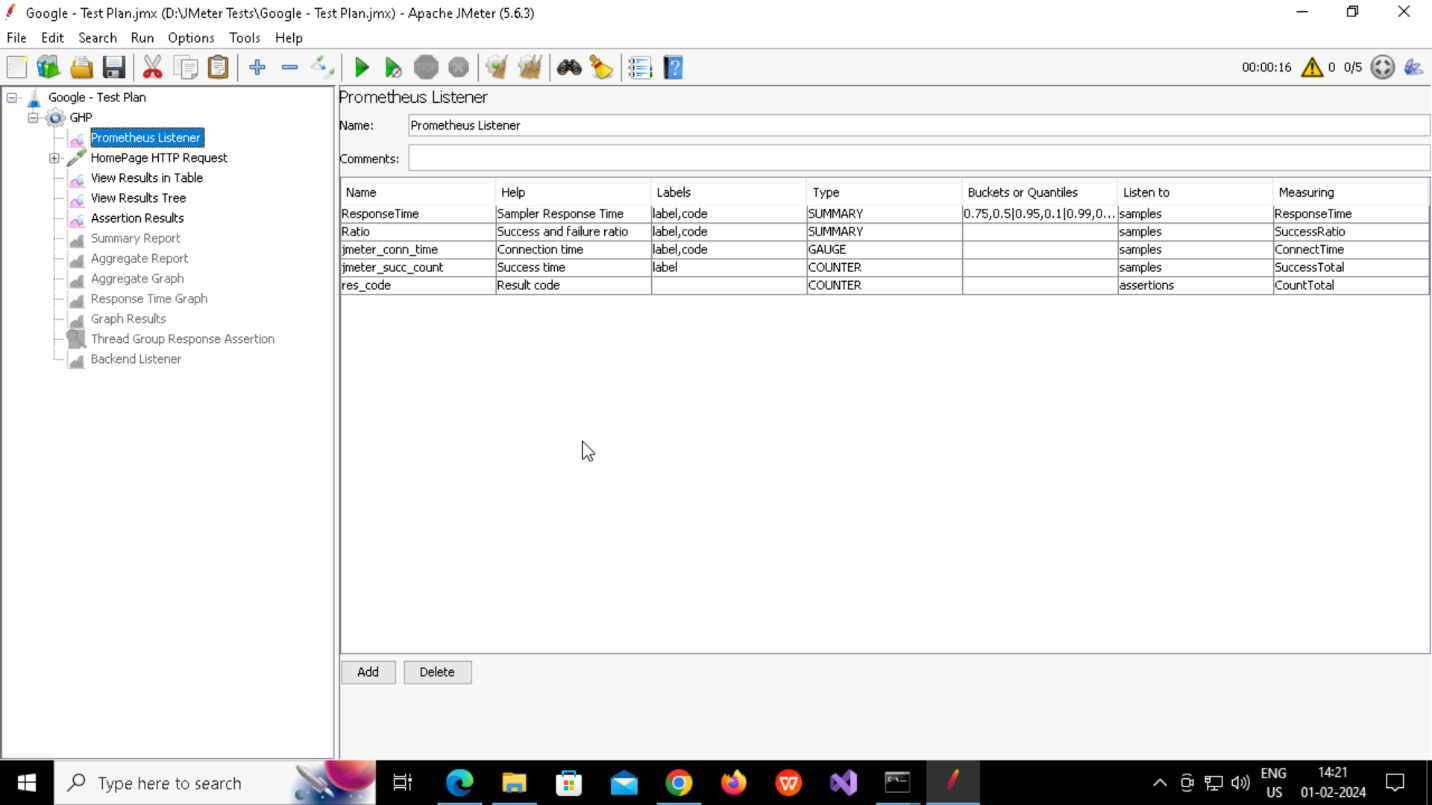 Google - Test Plan.jmx (D:\JMeter Tests\Google - Test Plan.jmx) - Apache JMeter (5.6.3)
File Edit Search Run Options Tools Help
00:00:16 0 0/5
Google - Test Plan
GHP
Prometheus Listener
HomePage HTTP Request
View Results in Table
View Results Tree
Assertion Results
Summary Report
Aggregate Report
Aggregate Graph
Response Time Graph
Graph Results
Thread Group Response Assertion
Backend Listener
Prometheus Listener
Name: Prometheus Listener
Comments:
Name Help Labels Type Buckets or Quantiles Listen to Measuring
ResponseTime Sampler Response Time label,code SUMMARY 0.75,0.5|0.95,0.1|0.99,0... samples ResponseTime
Ratio Success and failure ratio label,code SUMMARY samples SuccessRatio
jmeter_conn_time Connection time label,code GAUGE samples ConnectTime
jmeter_succ_count Success time label COUNTER samples SuccessTotal
res_code Result code COUNTER assertions CountTotal
Add Delete
Type here to search
ENG
US
14:21
01-02-2024